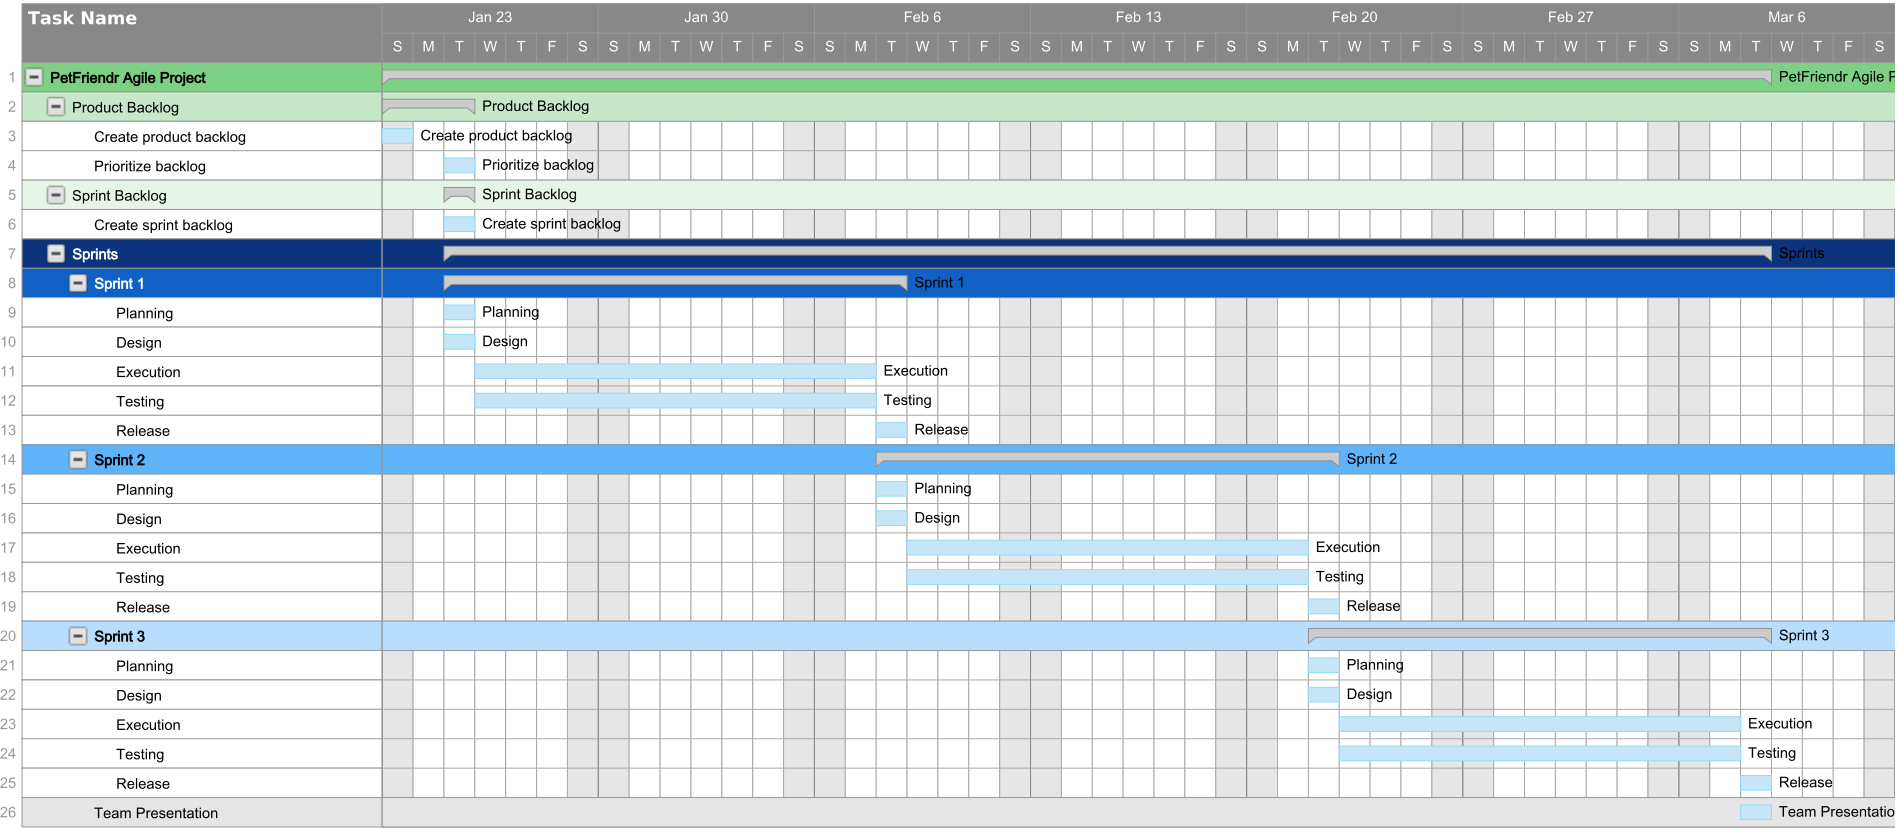 Task Name Jan 23 Jan 30 Feb 6 Feb 13 Feb 20 Feb 27 Mar 6
S M T W T F S S M T W T F S S M T W T F S S M T W T F S S M T W T F S S M T W T F S S M T W T F S
1 PetFriendr Agile Project PetFriendr Agile P
2 Product Backlog Product Backlog
3 Create product backlog Create product backlog
4 Prioritize backlog Prioritize backlog
5 Sprint Backlog Sprint Backlog
6 Create sprint backlog Create sprint backlog
7 Sprints Sprints
8 Sprint 1 Sprint 1
9 Planning Planning
10 Design Design
11 Execution Execution
12 Testing Testing
13 Release Release
14 Sprint 2 Sprint 2
15 Planning Planning
16 Design Design
17 Execution Execution
18 Testing Testing
19 Release Release
20 Sprint 3 Sprint 3
21 Planning Planning
22 Design Design
23 Execution Execution
24 Testing Testing
25 Release Release
26 Team Presentation Team Presentatio